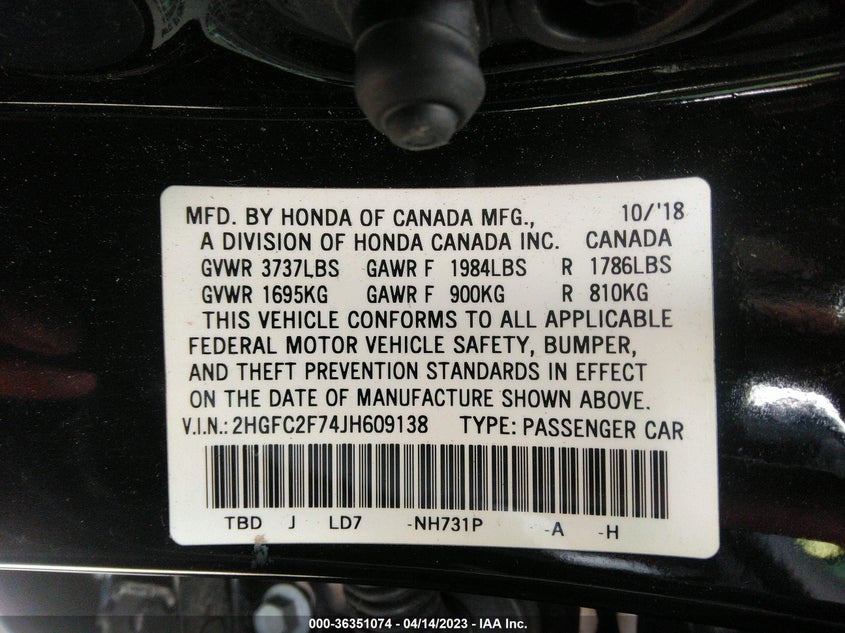 MFD. BY HONDA OF CANADA MFG., 10/'18
A DIVISION OF HONDA CANADA INC. CANADA
GVWR 3737LBS GAWR F 1984LBS R 1786LBS
GVWR 1695KG GAWR F 900KG R 810KG
THIS VEHICLE CONFORMS TO ALL APPLICABLE
FEDERAL MOTOR VEHICLE SAFETY, BUMPER,
AND THEFT PREVENTION STANDARDS IN EFFECT
ON THE DATE OF MANUFACTURE SHOWN ABOVE.
V.I.N.: 2HGFC2F74JH609138 TYPE: PASSENGER CAR
TBD J LD7 -NH731P -A -H
000-36351074 - 04/14/2023 - IAA Inc.